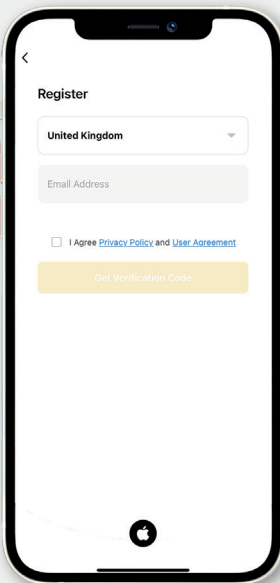 Register
United Kingdom
Email Address
I Agree Privacy Policy and User Agreement
Get Verification Code